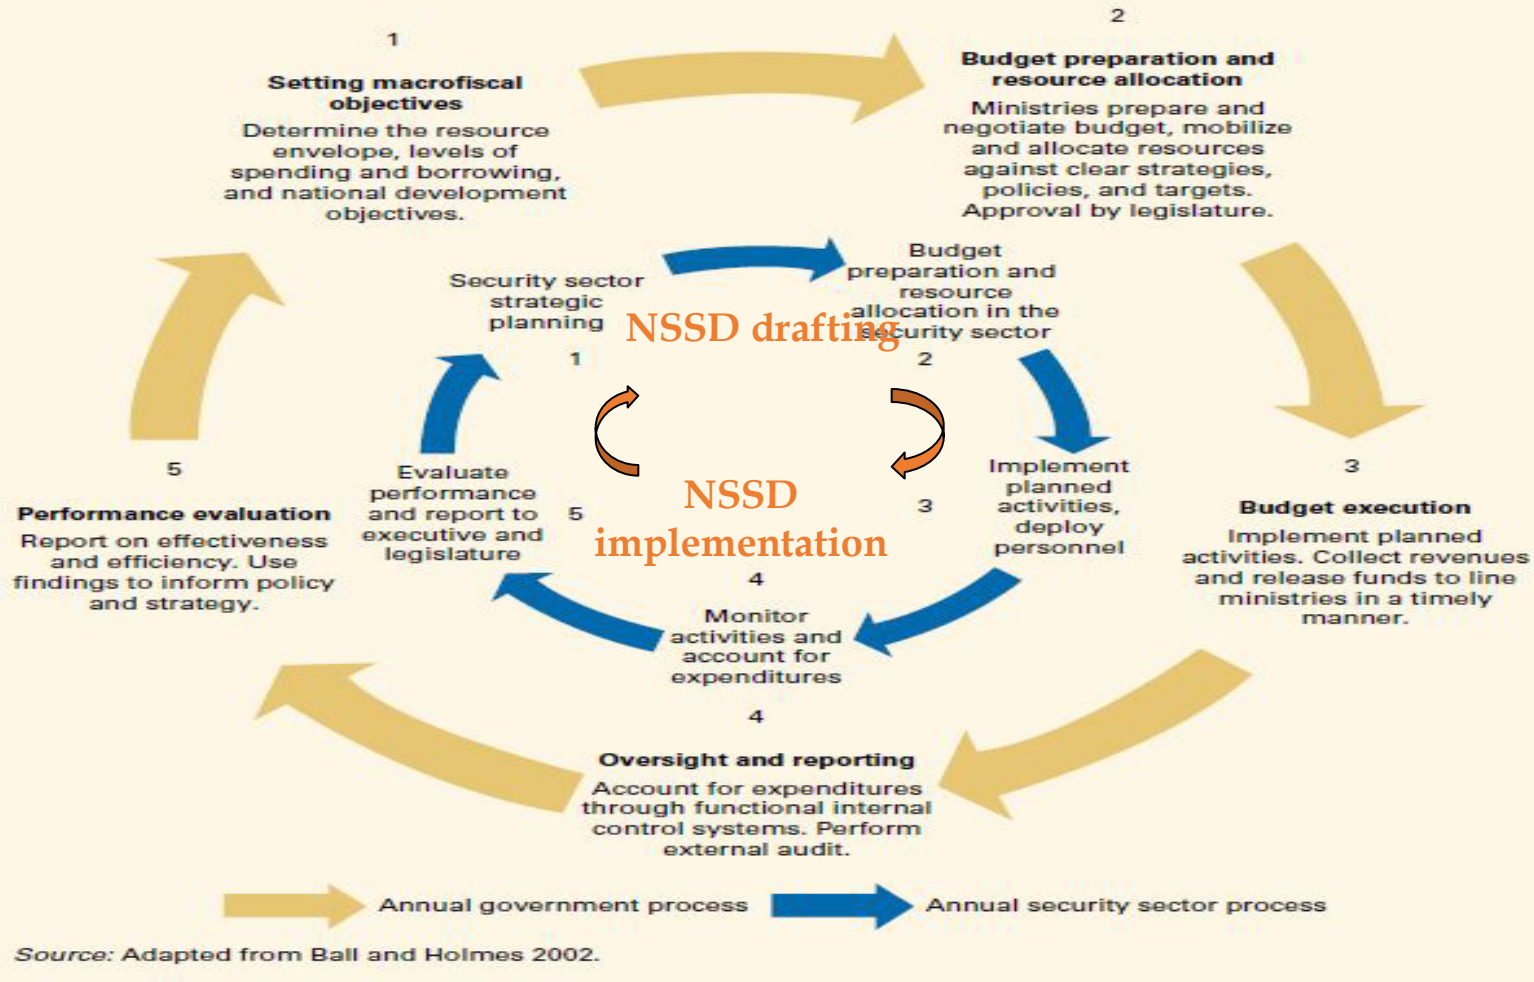 1
Setting macrofiscal
objectives
Determine the resource
envelope, levels of
spending and borrowing,
and national development
objectives.
2
Budget preparation and
resource allocation
Ministries prepare and
negotiate budget, mobilize
and allocate resources
against clear strategies,
policies, and targets.
Approval by legislature.
Security sector
strategic
planning
1
Budget
preparation and
resource
allocation in the
security sector
2
NSSD drafting
5
Performance evaluation
Report on effectiveness
and efficiency. Use
findings to inform policy
and strategy.
Evaluate
performance
and report to
executive and
legislature
5
NSSD
implementation
3
Implement
planned
activities,
deploy
personnel
3
Budget execution
Implement planned
activities. Collect revenues
and release funds to line
ministries in a timely
manner.
4
Monitor
activities and
account for
expenditures
4
Oversight and reporting
Account for expenditures
through functional internal
control systems. Perform
external audit.
Annual government process
Annual security sector process
Source: Adapted from Ball and Holmes 2002.